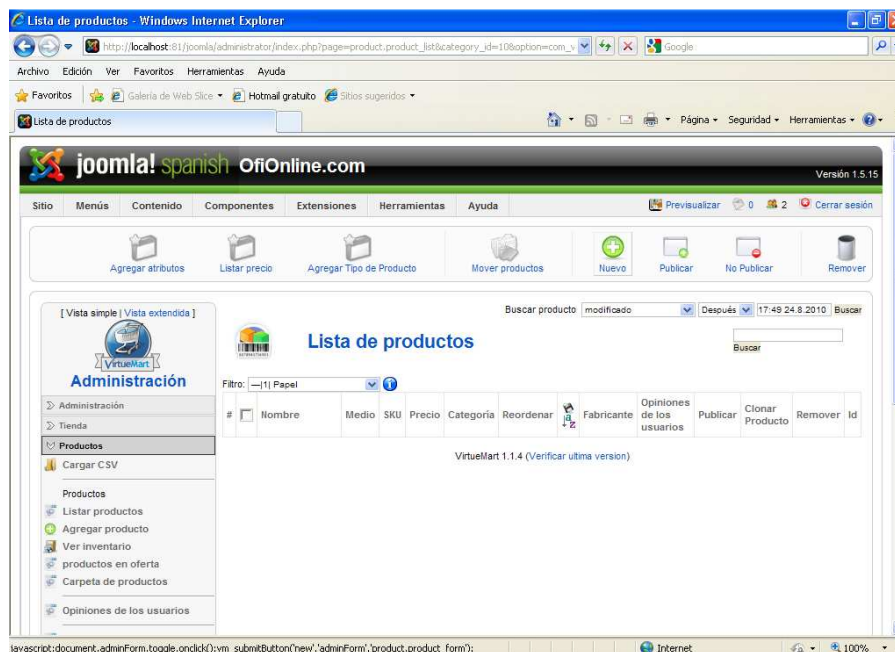 Lista de productos - Windows Internet Explorer
http://localhost:81/joomla/administrator/index.php?page=product.product_list&category_id=10&option=com_v
Google
Archivo Edición Ver Favoritos Herramientas Ayuda
Favoritos Galería de Web Slice Hotmail gratuito Sitios sugeridos
Lista de productos Página Seguridad Herramientas
joomla! spanish OfiOnline.com
Versión 1.5.15
Sitio Menús Contenido Componentes Extensiones Herramientas Ayuda Previsualizar 0 2 Cerrar sesión
Agregar atributos Listar precio Agregar Tipo de Producto Mover productos Nuevo Publicar No Publicar Remover
[ Vista simple | Vista extendida ]
VirtueMart
Administración
Administración
Tienda
Productos
Cargar CSV
Productos
Listar productos
Agregar producto
Ver inventario
productos en oferta
Carpeta de productos
Opiniones de los usuarios
Buscar producto modificado Después 17:49 24.8.2010 Buscar
Lista de productos
Buscar
Filtro: —|1| Papel
# Nombre Medio SKU Precio Categoría Reordenar Fabricante Opiniones de los usuarios Publicar Clonar Producto Remover Id
VirtueMart 1.1.4 (Verificar ultima version)
javascript:document.adminForm.toggle.onclick();vm_submitButton('new','adminForm','product.product_form'); Internet 100%